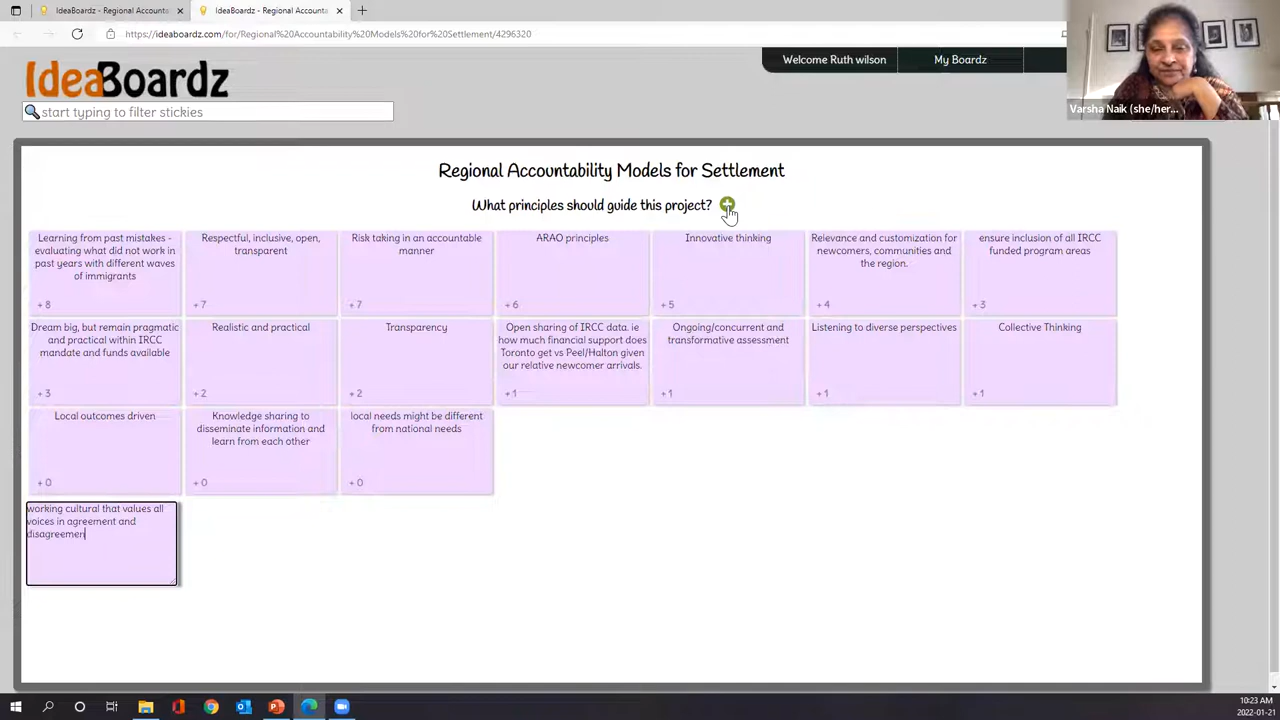 IdeaBoardz - Regional Accounta
IdeaBoardz - Regional Accounta
https://ideaboardz.com/for/Regional%20Accountability%20Models%20for%20Settlement/4296320
IdeaBoardz
Welcome Ruth wilson
My Boardz
start typing to filter stickies
Varsha Naik (she/her...
Regional Accountability Models for Settlement
What principles should guide this project?
Learning from past mistakes -
evaluating what did not work in
past years with different waves
of immigrants
+ 8
Respectful, inclusive, open,
transparent
+ 7
Risk taking in an accountable
manner
+ 7
ARAO principles
+ 6
Innovative thinking
+ 5
Relevance and customization for
newcomers, communities and
the region.
+ 4
ensure inclusion of all IRCC
funded program areas
+ 3
Dream big, but remain pragmatic
and practical within IRCC
mandate and funds available
+ 3
Realistic and practical
+ 2
Transparency
+ 2
Open sharing of IRCC data. ie
how much financial support does
Toronto get vs Peel/Halton given
our relative newcomer arrivals.
+ 1
Ongoing/concurrent and
transformative assessment
+ 1
Listening to diverse perspectives
+ 1
Collective Thinking
+ 1
Local outcomes driven
+ 0
Knowledge sharing to
disseminate information and
learn from each other
+ 0
local needs might be different
from national needs
+ 0
working cultural that values all
voices in agreement and
disagreemen
10:23 AM
2022-01-21